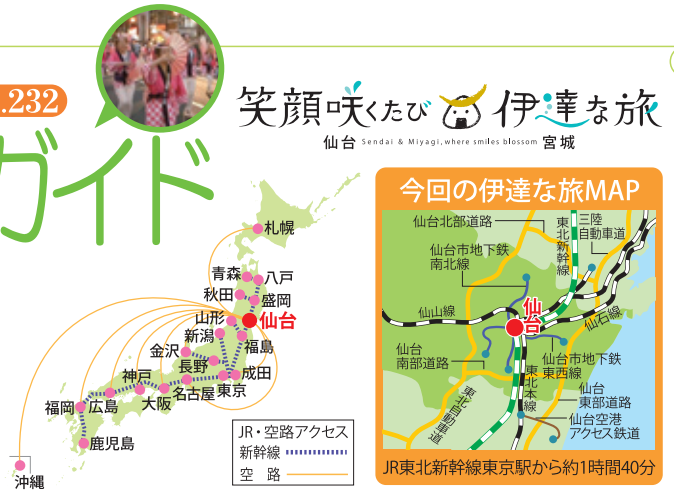 .232
ガイド
笑顔咲くたび 伊達な旅
仙台 Sendai & Miyagi, where smiles blossom 宮城
札幌
青森
八戸
秋田
盛岡
山形
仙台
新潟
福島
金沢
長野
成田
神戸
名古屋
東京
福岡
広島
大阪
鹿児島
沖縄
JR・空路アクセス
新幹線
空 路
今回の伊達な旅MAP
仙台北部道路
東北新幹線
三陸
自動車道
仙台市地下鉄
南北線
仙山線
仙台
仙石線
仙台
南部道路
仙台市地下鉄
東西線
東北本線
仙台
東部道路
東北自動車道
仙台空港
アクセス鉄道
JR東北新幹線東京駅から約1時間40分